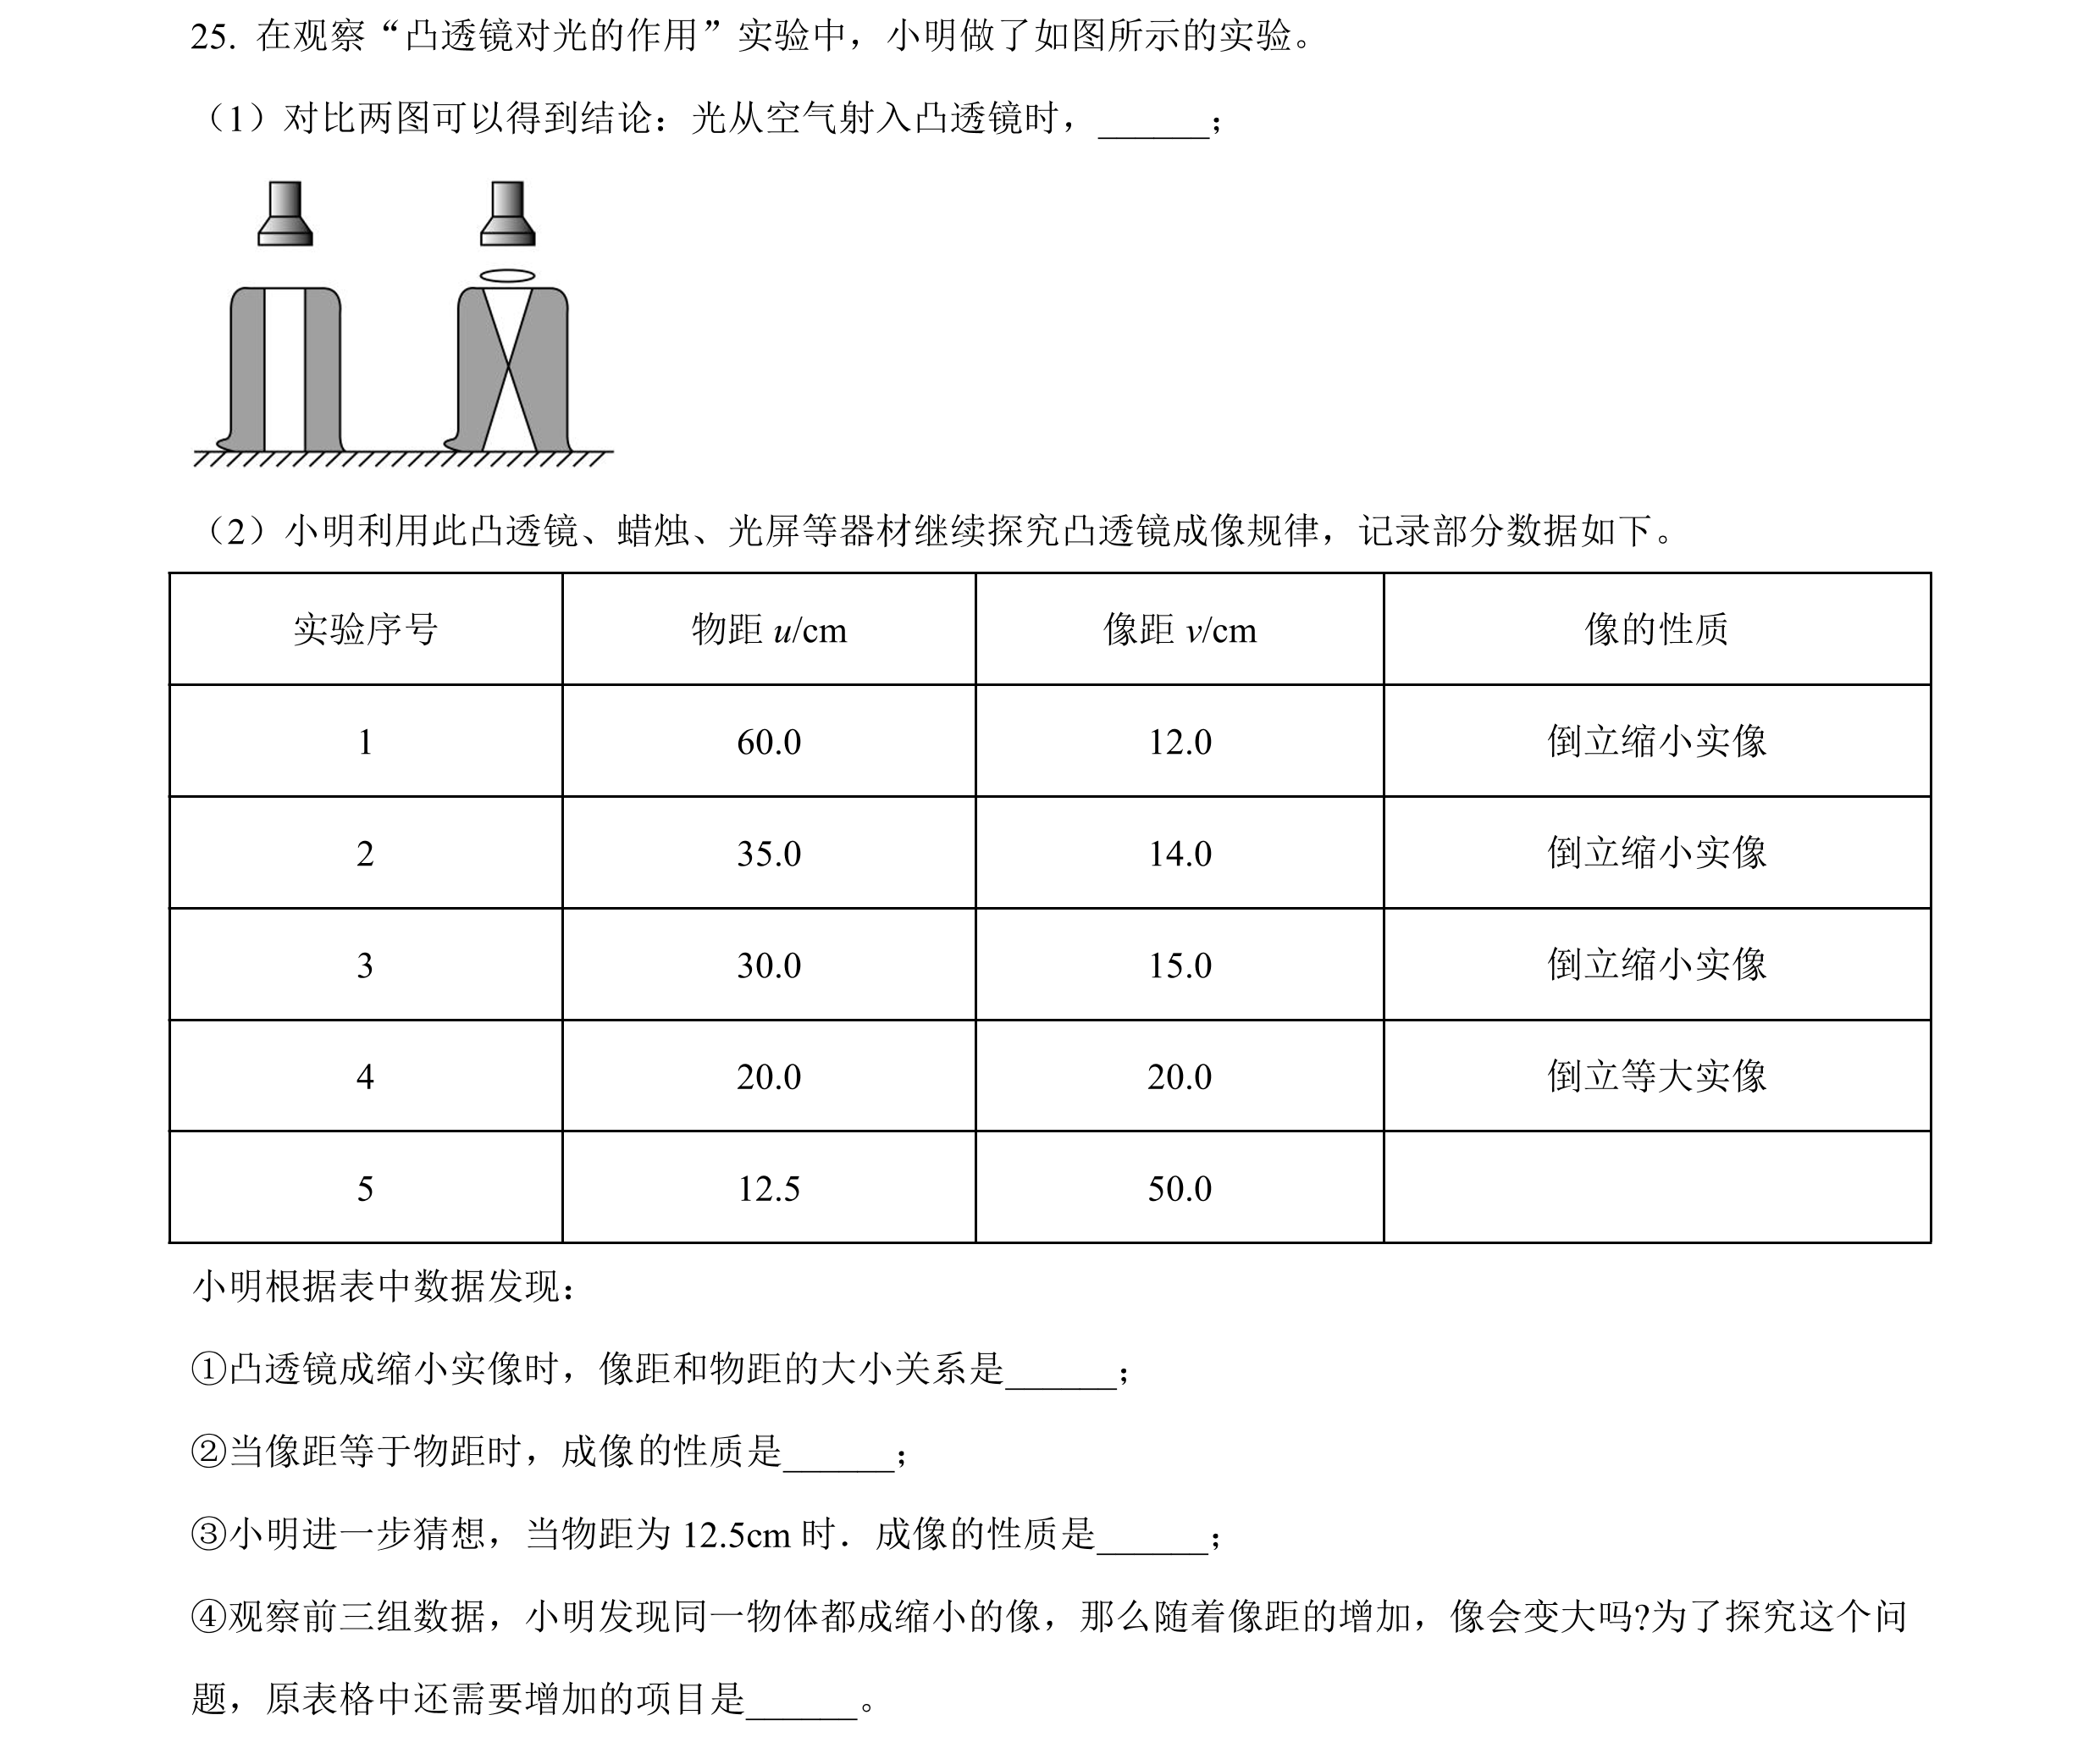 25. 在观察“凸透镜对光的作用”实验中，小明做了如图所示的实验。
（1）对比两图可以得到结论：光从空气射入凸透镜时，______；
（2）小明利用此凸透镜、蜡烛、光屏等器材继续探究凸透镜成像规律，记录部分数据如下。
实验序号 物距 u/cm 像距 v/cm 像的性质
1 60.0 12.0 倒立缩小实像
2 35.0 14.0 倒立缩小实像
3 30.0 15.0 倒立缩小实像
4 20.0 20.0 倒立等大实像
5 12.5 50.0
小明根据表中数据发现：
①凸透镜成缩小实像时，像距和物距的大小关系是______；
②当像距等于物距时，成像的性质是______；
③小明进一步猜想，当物距为 12.5cm 时．成像的性质是______；
④观察前三组数据，小明发现同一物体都成缩小的像，那么随着像距的增加，像会变大吗?为了探究这个问
题，原表格中还需要增加的项目是______。